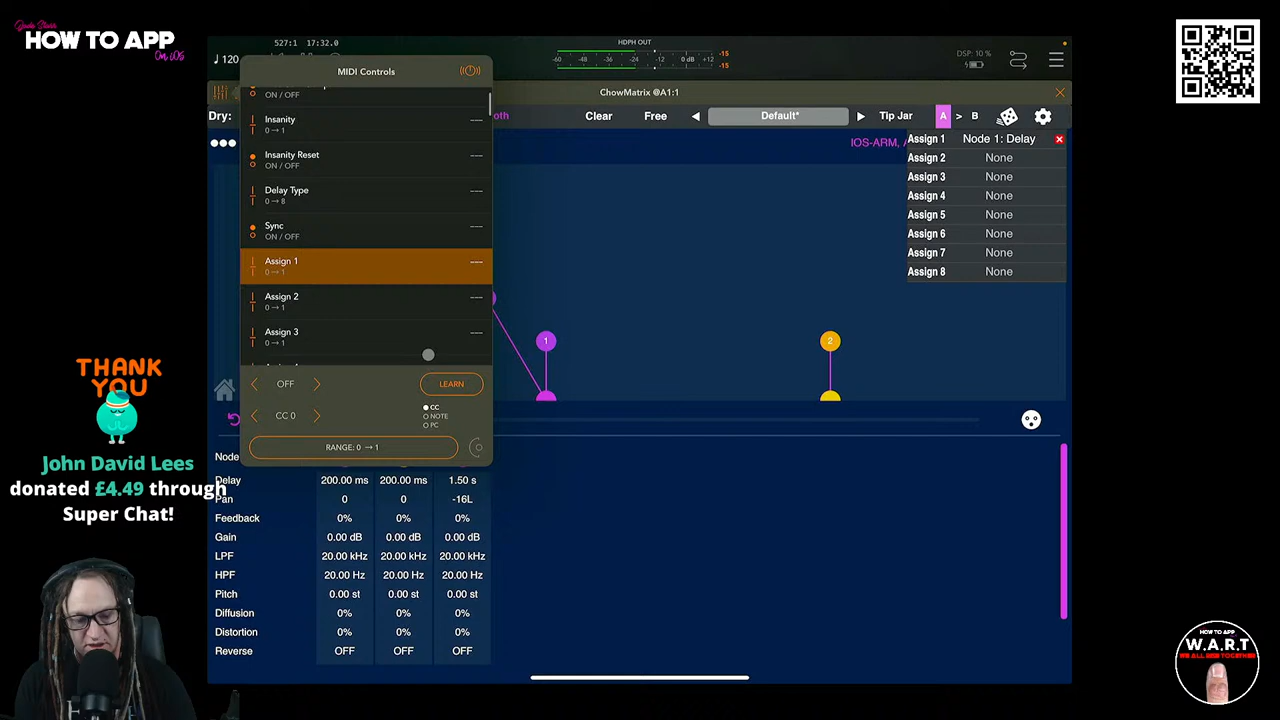 Jade Starr
HOW TO APP
On iOS
120
527:1
17:32.0
HDPH OUT
-60 -48 -36 -24 -12 0 dB +12
-15
-15
DSP: 10 %
MIDI Controls
ChowMatrix @A1:1
Dry:
oth
Clear
Free
Default*
Tip Jar
A > B
IOS-ARM, A
ON / OFF
Insanity
0 → 1
Insanity Reset
ON / OFF
Delay Type
0 → 8
Sync
ON / OFF
Assign 1
0 → 1
Assign 2
0 → 1
Assign 3
0 → 1
OFF
LEARN
CC 0
CC
NOTE
PC
RANGE: 0 → 1
Assign 1 Node 1: Delay
Assign 2 None
Assign 3 None
Assign 4 None
Assign 5 None
Assign 6 None
Assign 7 None
Assign 8 None
1
2
Node
Delay 200.00 ms 200.00 ms 1.50 s
Pan 0 0 -16L
Feedback 0% 0% 0%
Gain 0.00 dB 0.00 dB 0.00 dB
LPF 20.00 kHz 20.00 kHz 20.00 kHz
HPF 20.00 Hz 20.00 Hz 20.00 Hz
Pitch 0.00 st 0.00 st 0.00 st
Diffusion 0% 0% 0%
Distortion 0% 0% 0%
Reverse OFF OFF OFF
THANK
YOU
John David Lees
donated £4.49 through
Super Chat!
HOW TO APP
W.A.R.T
WE ALL RISE TOGETHER